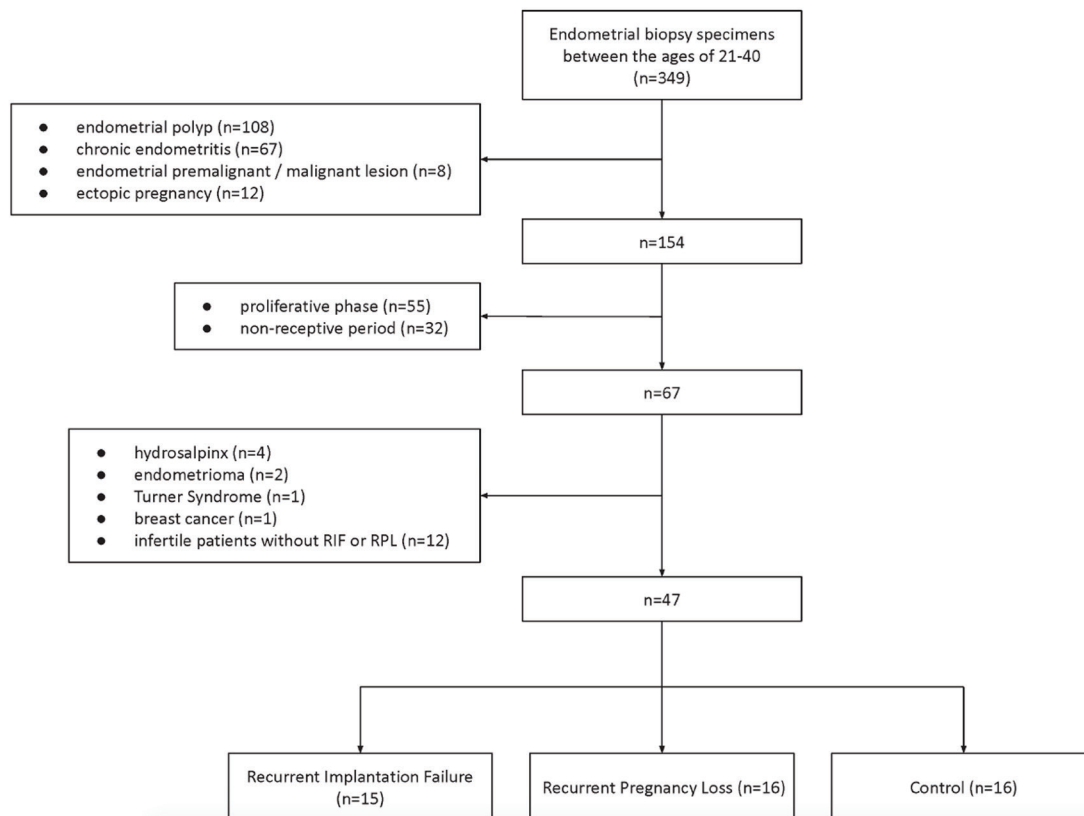 Endometrial biopsy specimens
between the ages of 21-40
(n=349)
● endometrial polyp (n=108)
● chronic endometritis (n=67)
● endometrial premalignant / malignant lesion (n=8)
● ectopic pregnancy (n=12)
n=154
● proliferative phase (n=55)
● non-receptive period (n=32)
n=67
● hydrosalpinx (n=4)
● endometrioma (n=2)
● Turner Syndrome (n=1)
● breast cancer (n=1)
● infertile patients without RIF or RPL (n=12)
n=47
Recurrent Implantation Failure
(n=15)
Recurrent Pregnancy Loss (n=16)
Control (n=16)